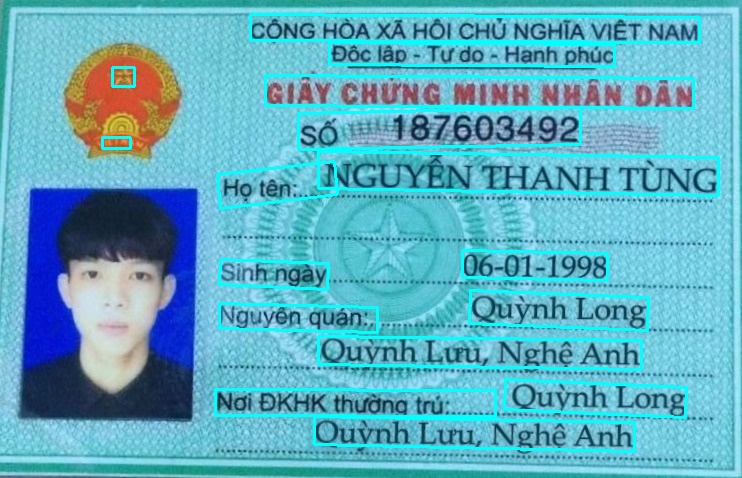 CỘNG HÒA XÃ HỘI CHỦ NGHĨA VIỆT NAM
Độc lập - Tự do - Hạnh phúc
GIẤY CHỨNG MINH NHÂN DÂN
SỐ 187603492
Họ tên: NGUYỄN THANH TÙNG
Sinh ngày 06-01-1998
Nguyên quán: Quỳnh Long
Quỳnh Lưu, Nghệ Anh
Nơi ĐKHK thường trú: Quỳnh Long
Quỳnh Lưu, Nghệ Anh